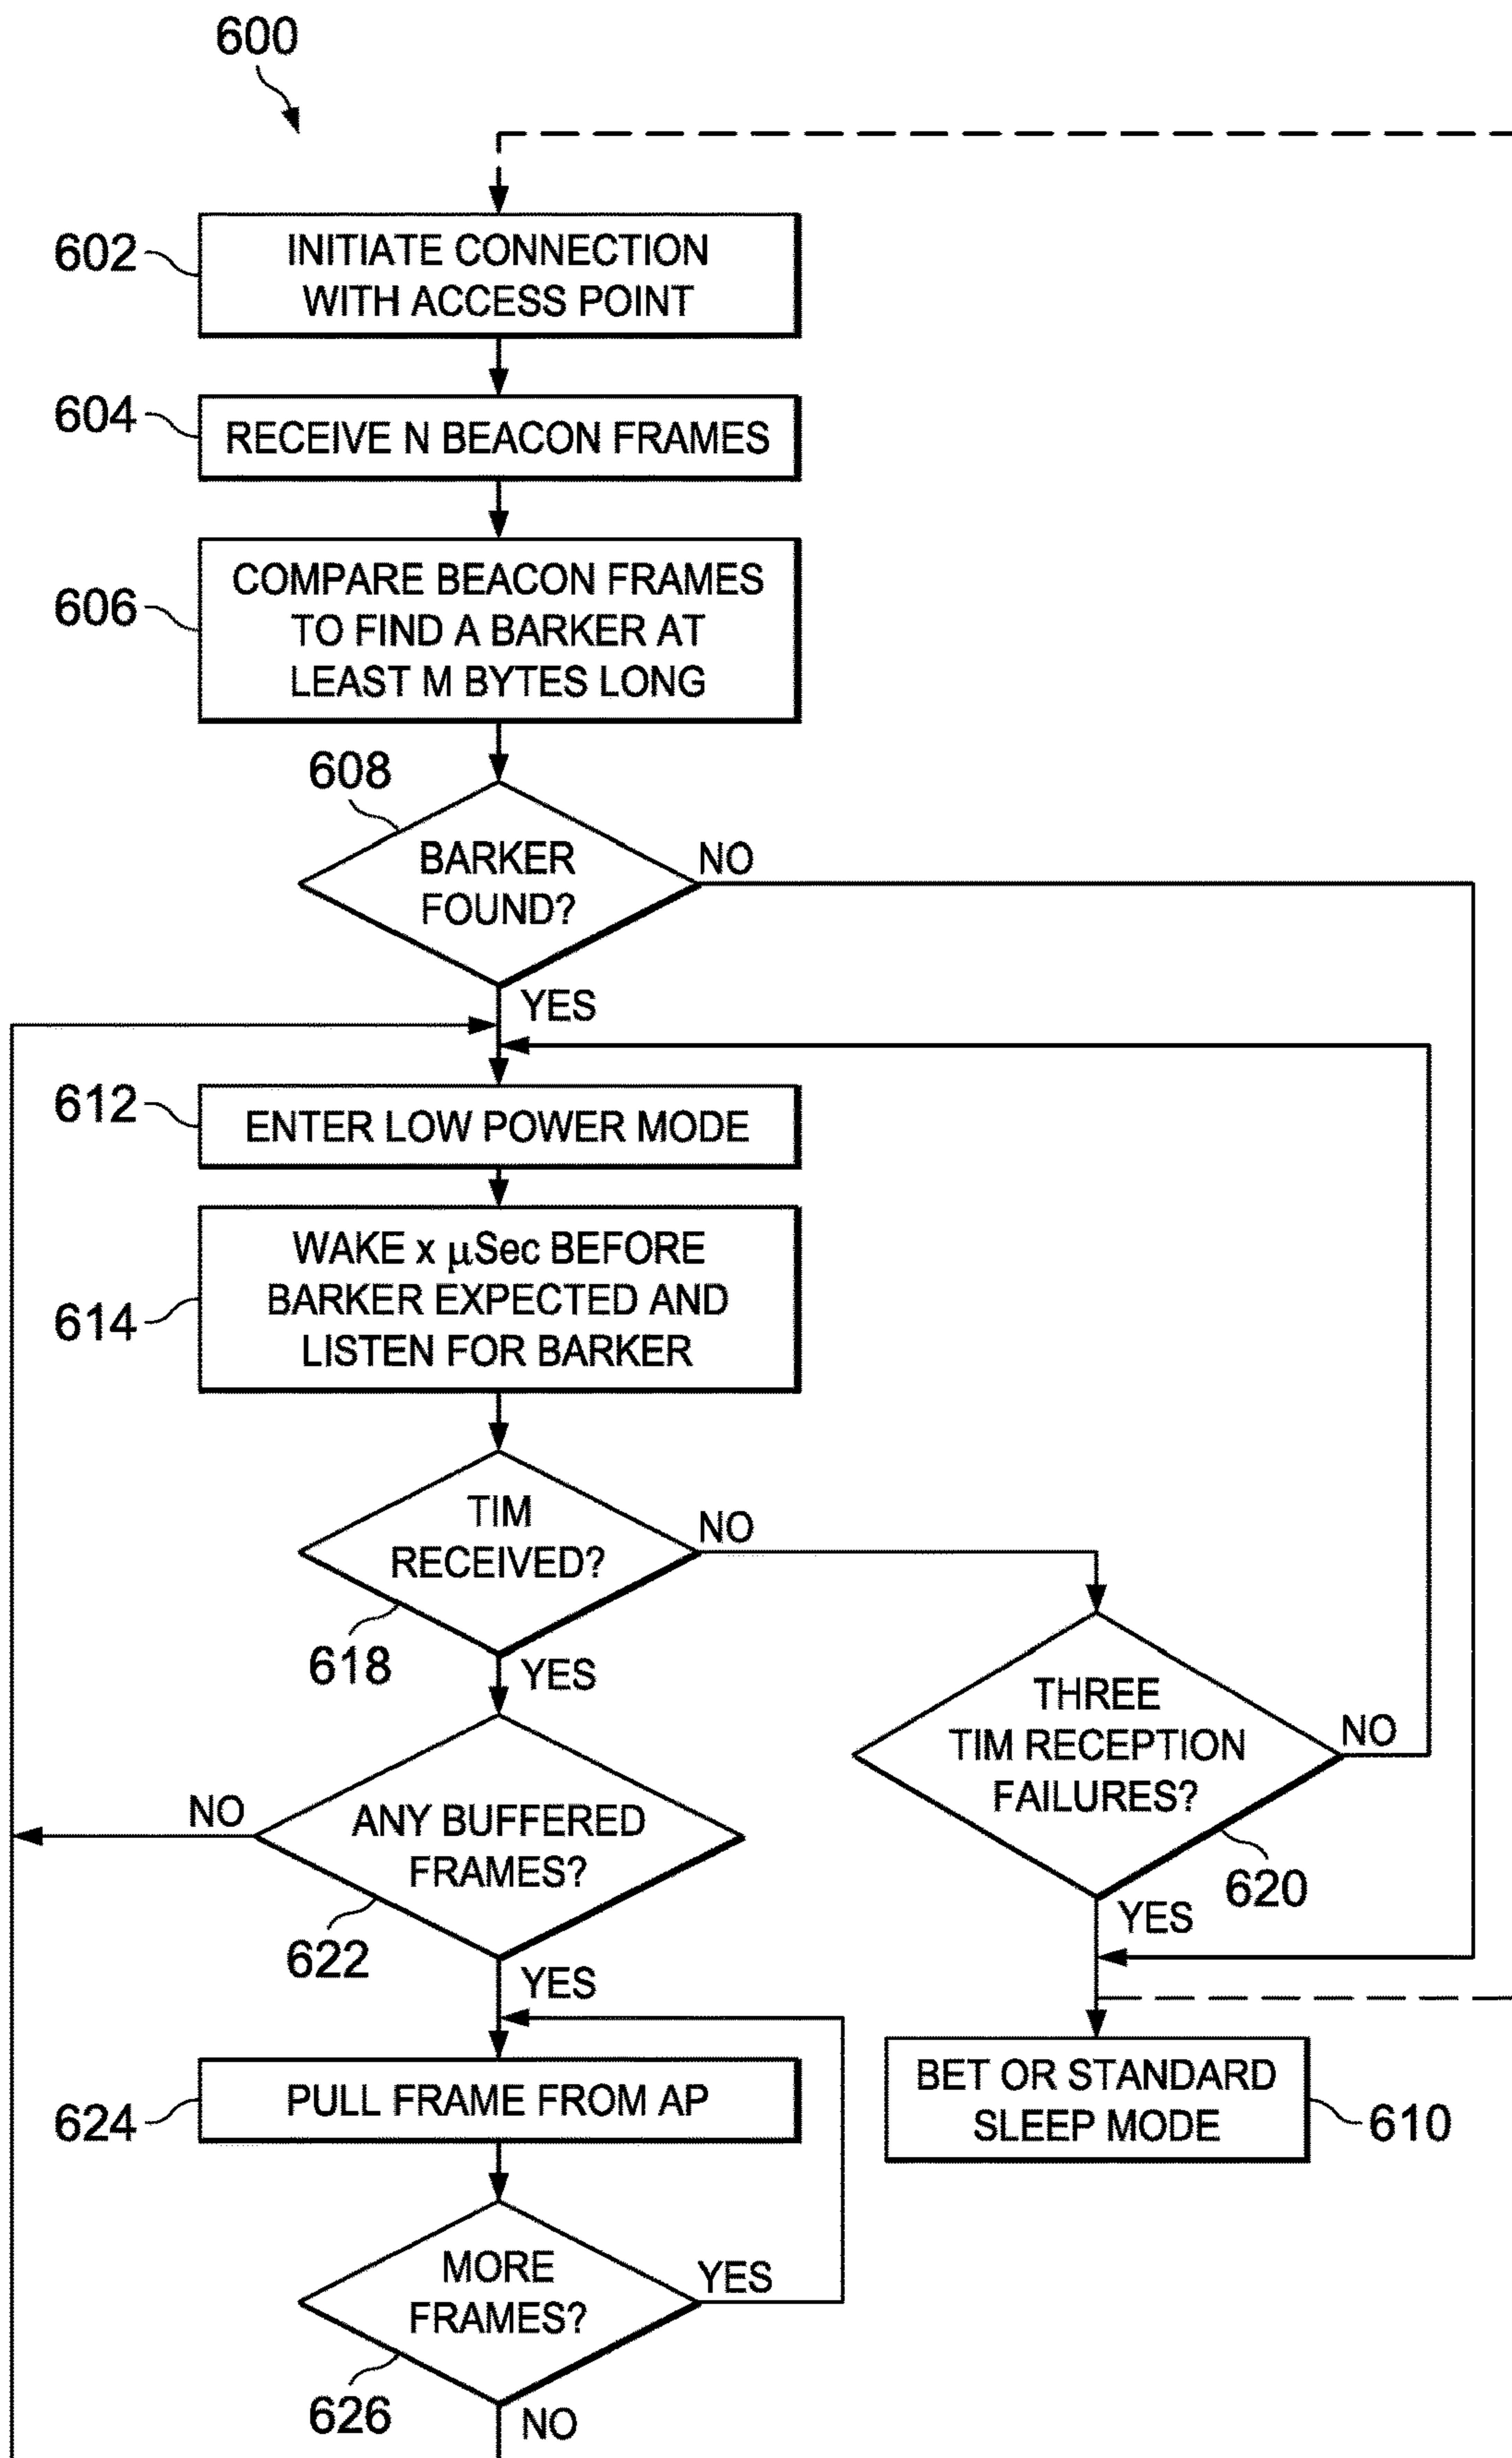 600
602
INITIATE CONNECTION
WITH ACCESS POINT
604
RECEIVE N BEACON FRAMES
606
COMPARE BEACON FRAMES
TO FIND A BARKER AT
LEAST M BYTES LONG
608
BARKER
FOUND?
NO
YES
612
ENTER LOW POWER MODE
614
WAKE x µSec BEFORE
BARKER EXPECTED AND
LISTEN FOR BARKER
TIM
RECEIVED?
NO
618
YES
THREE
TIM RECEPTION
FAILURES?
NO
620
YES
ANY BUFFERED
FRAMES?
NO
622
YES
624
PULL FRAME FROM AP
BET OR STANDARD
SLEEP MODE
610
MORE
FRAMES?
YES
626
NO